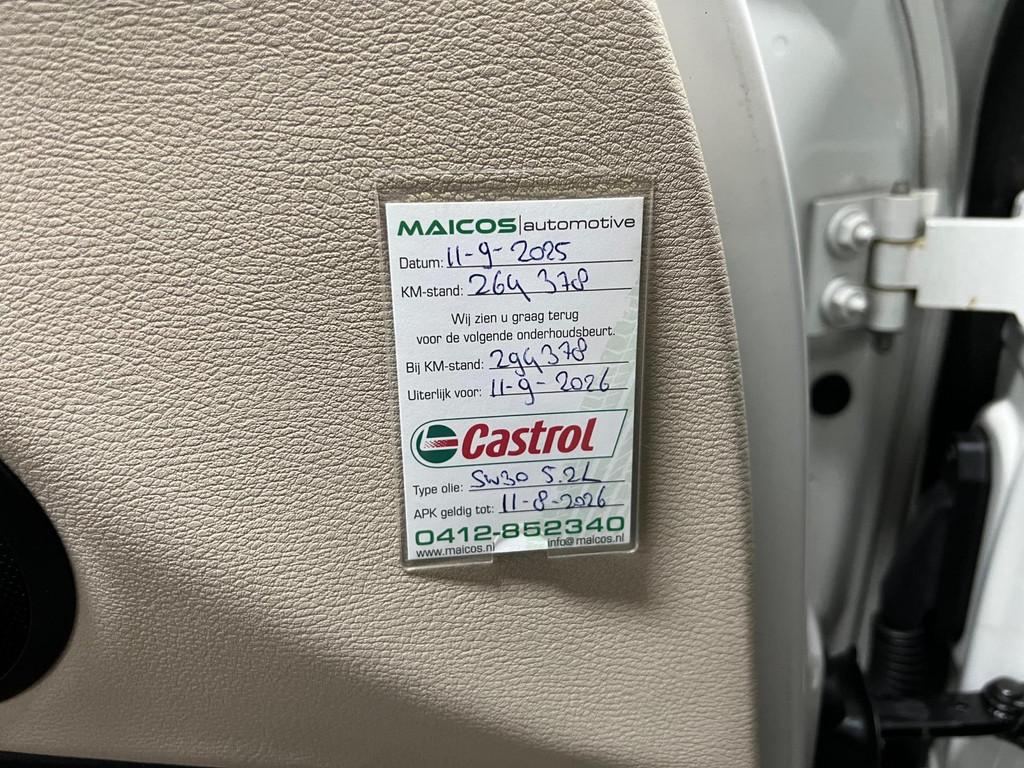 MAICOS|automotive
Datum: 11-9-2025
KM-stand: 264 378
Wij zien u graag terug
voor de volgende onderhoudsbeurt.
Bij KM-stand: 294378
Uiterlijk voor: 11-9-2026
Castrol
Type olie: 5w30 5.2L
APK geldig tot: 11-8-2026
0412-852340
www.maicos.nl info@maicos.nl